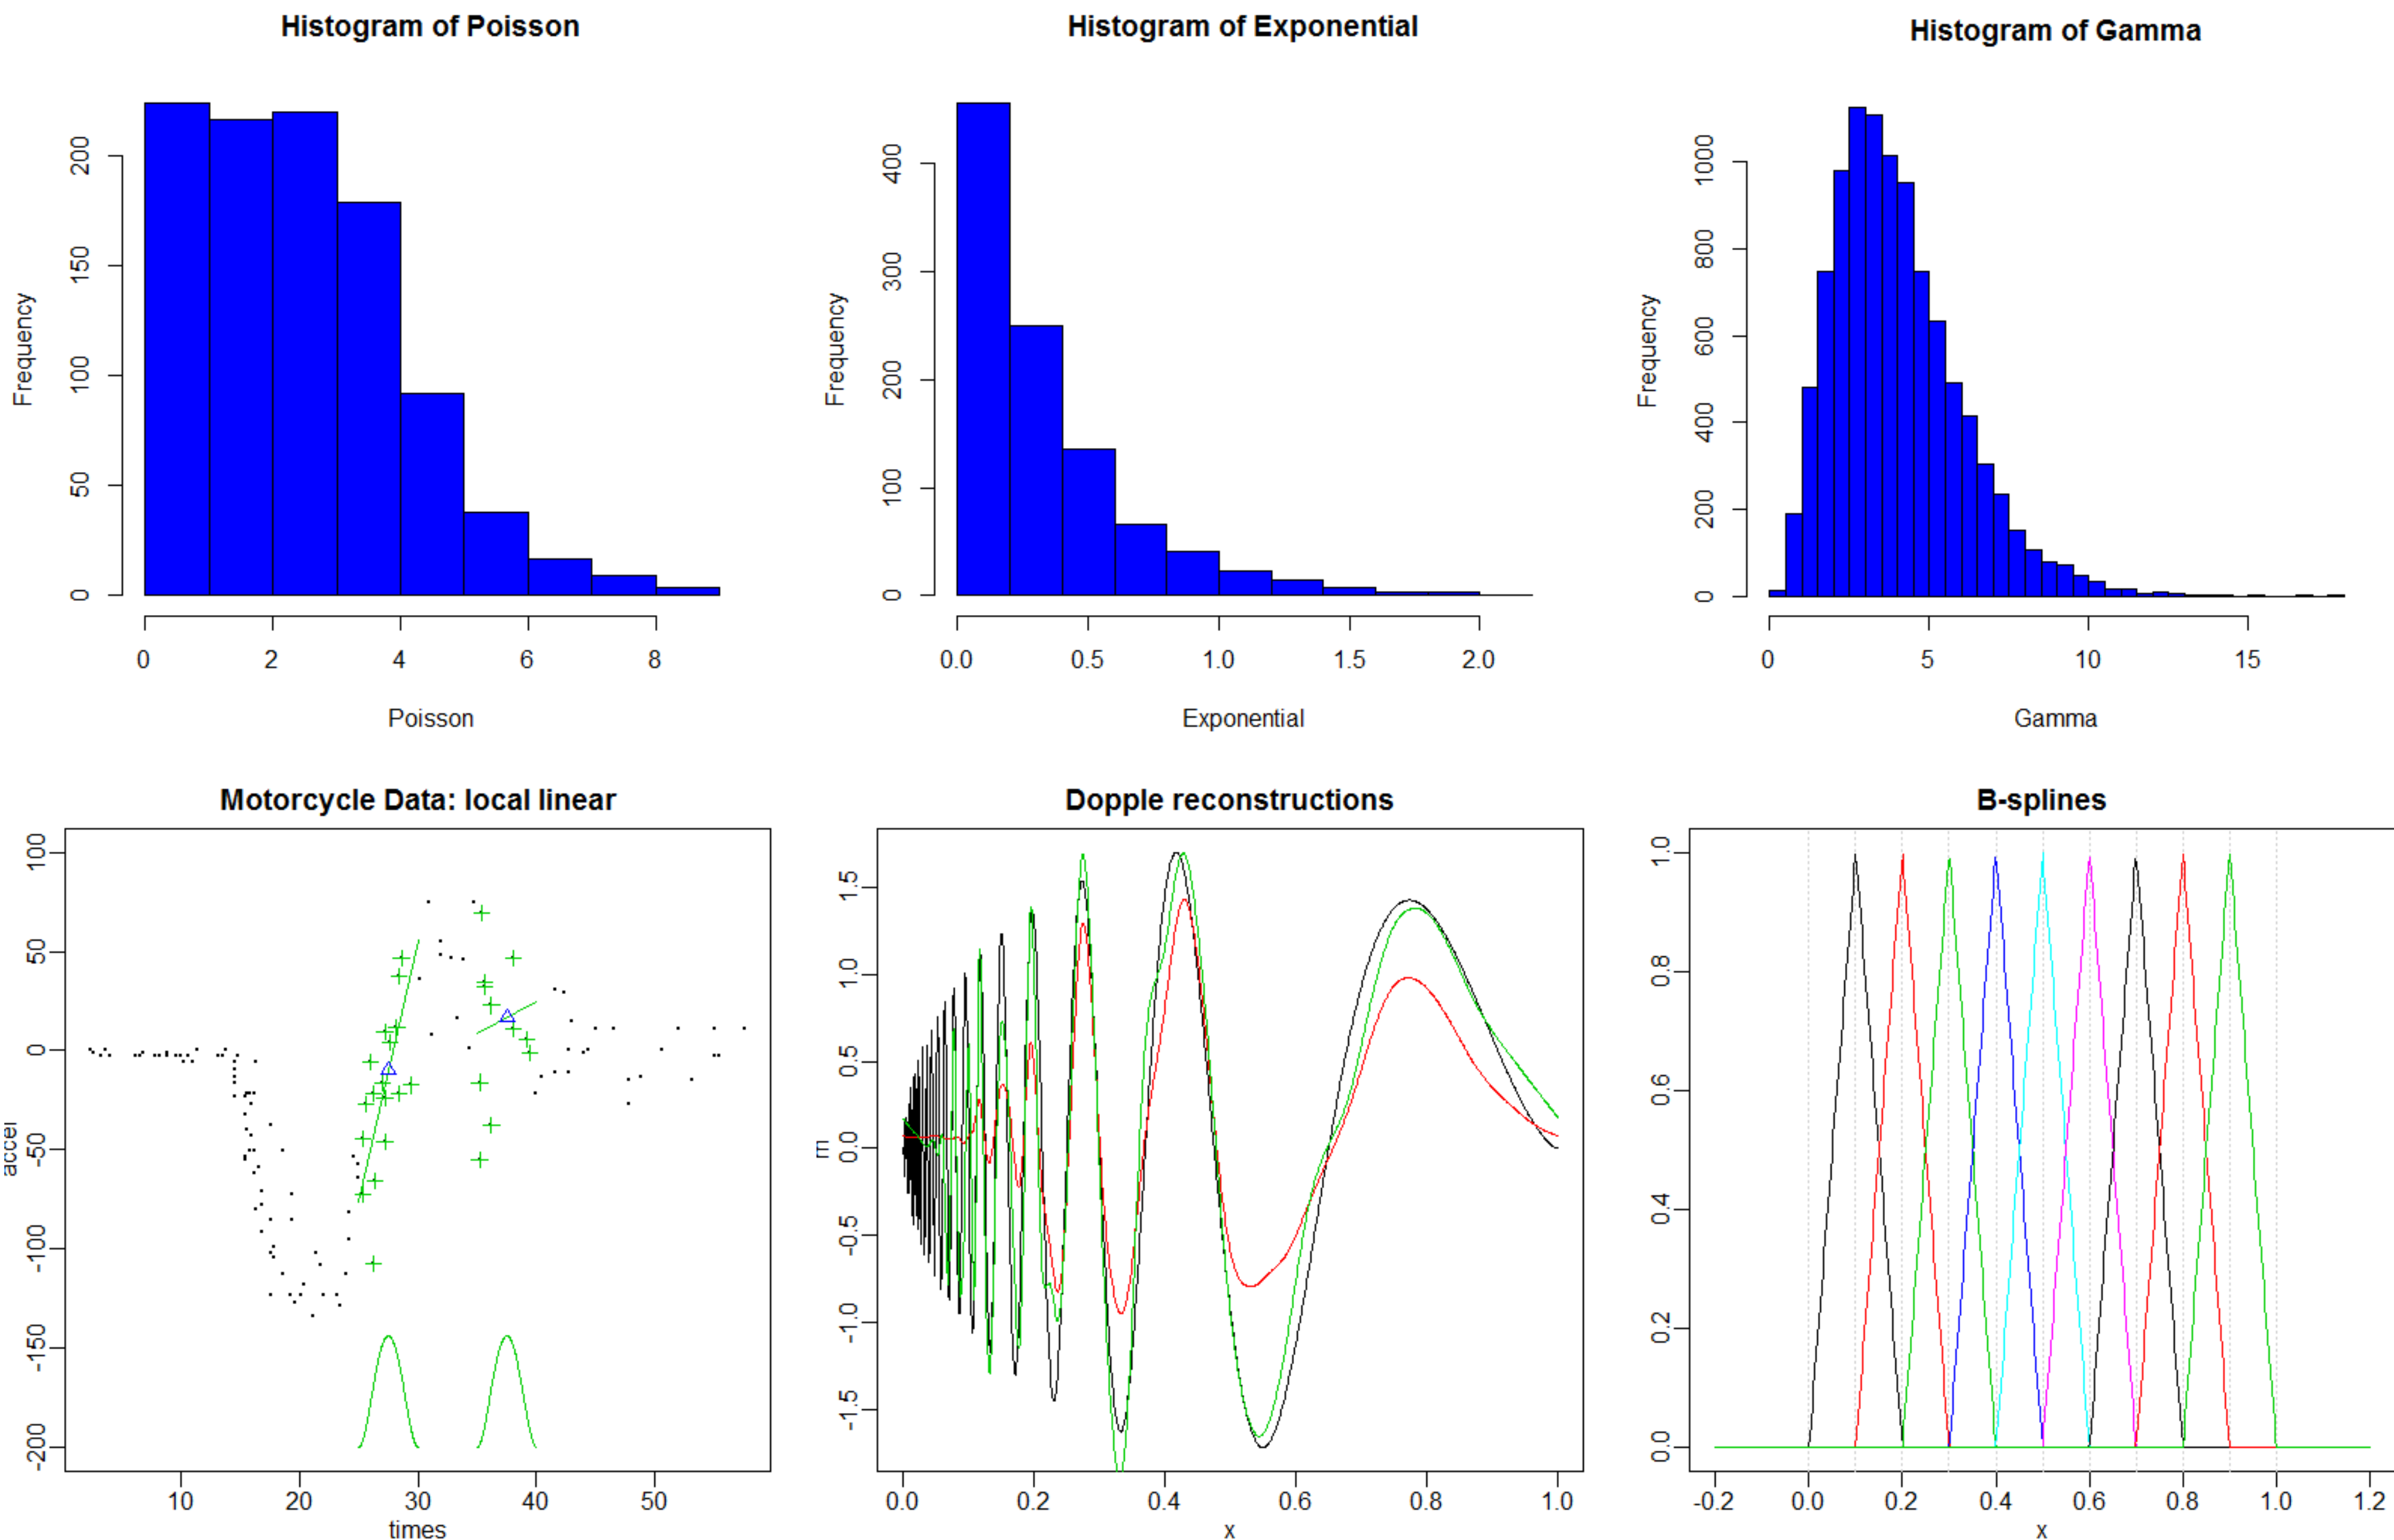 Histogram of Poisson
Frequency
200
150
100
50
0
0 2 4 6 8
Poisson
Histogram of Exponential
Frequency
400
300
200
100
0
0.0 0.5 1.0 1.5 2.0
Exponential
Histogram of Gamma
Frequency
1000
800
600
400
200
0
0 5 10 15
Gamma
Motorcycle Data: local linear
accel
100
50
0
-50
-100
-150
-200
10 20 30 40 50
times
Dopple reconstructions
m
1.5
1.0
0.5
0.0
-0.5
-1.0
-1.5
0.0 0.2 0.4 0.6 0.8 1.0
x
B-splines
1.0
0.8
0.6
0.4
0.2
0.0
-0.2 0.0 0.2 0.4 0.6 0.8 1.0 1.2
x